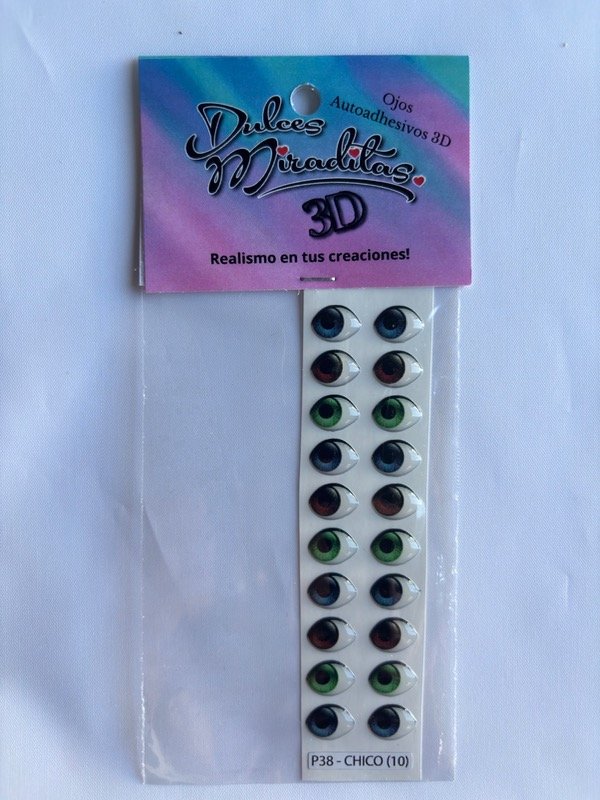 Ojos
Autoadhesivos 3D
Dulces
Miraditas
3D
Realismo en tus creaciones!
P38 - CHICO (10)